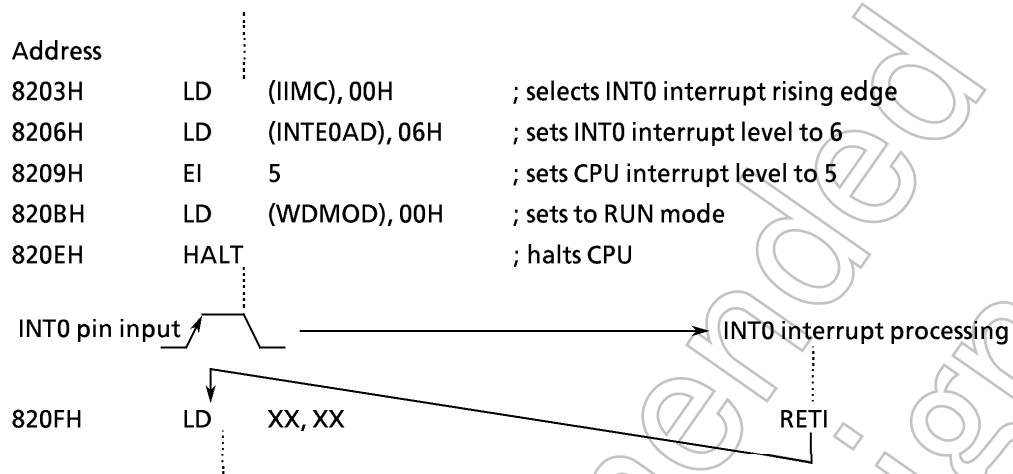 Address
8203H LD (IIMC), 00H ; selects INT0 interrupt rising edge
8206H LD (INTE0AD), 06H ; sets INT0 interrupt level to 6
8209H EI 5 ; sets CPU interrupt level to 5
820BH LD (WDMOD), 00H ; sets to RUN mode
820EH HALT ; halts CPU
INT0 pin input INT0 interrupt processing
820FH LD XX, XX RETI